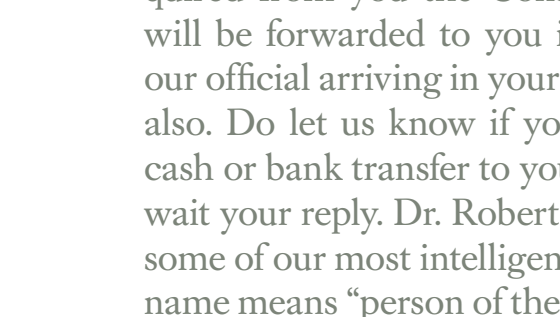 quired from you the Com
will be forwarded to you i
our official arriving in your
also. Do let us know if yo
cash or bank transfer to you
wait your reply. Dr. Robert
some of our most intelligen
name means “person of the